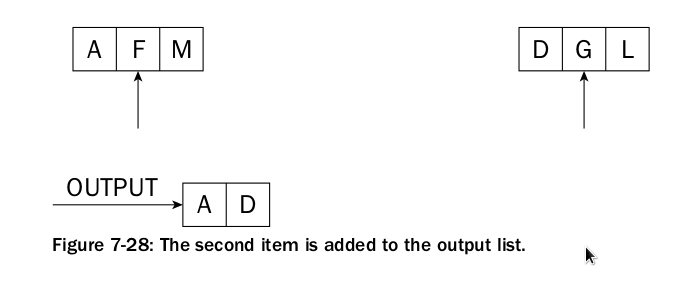 A F M D G L
OUTPUT
A D
Figure 7-28: The second item is added to the output list.